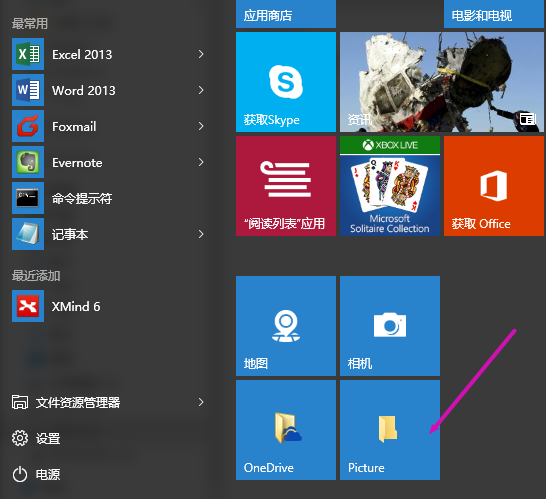 最常用
Excel 2013
Word 2013
Foxmail
Evernote
命令提示符
记事本
最近添加
XMind 6
文件资源管理器
设置
电源
应用商店
电影和电视
获取Skype
资讯
“阅读列表”应用
XBOX LIVE
Microsoft
Solitaire Collection
获取 Office
地图
相机
OneDrive
Picture